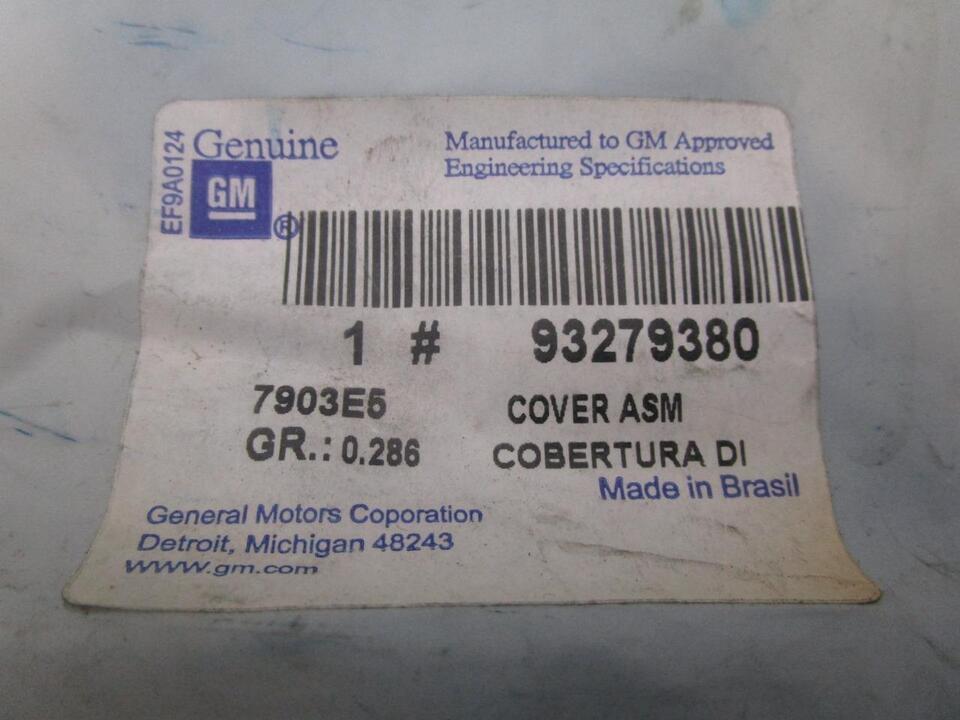 EF9A0124
Genuine
GM
®
Manufactured to GM Approved
Engineering Specifications
1 # 93279380
7903E5
COVER ASM
GR.: 0.286
COBERTURA DI
Made in Brasil
General Motors Coporation
Detroit, Michigan 48243
www.gm.com